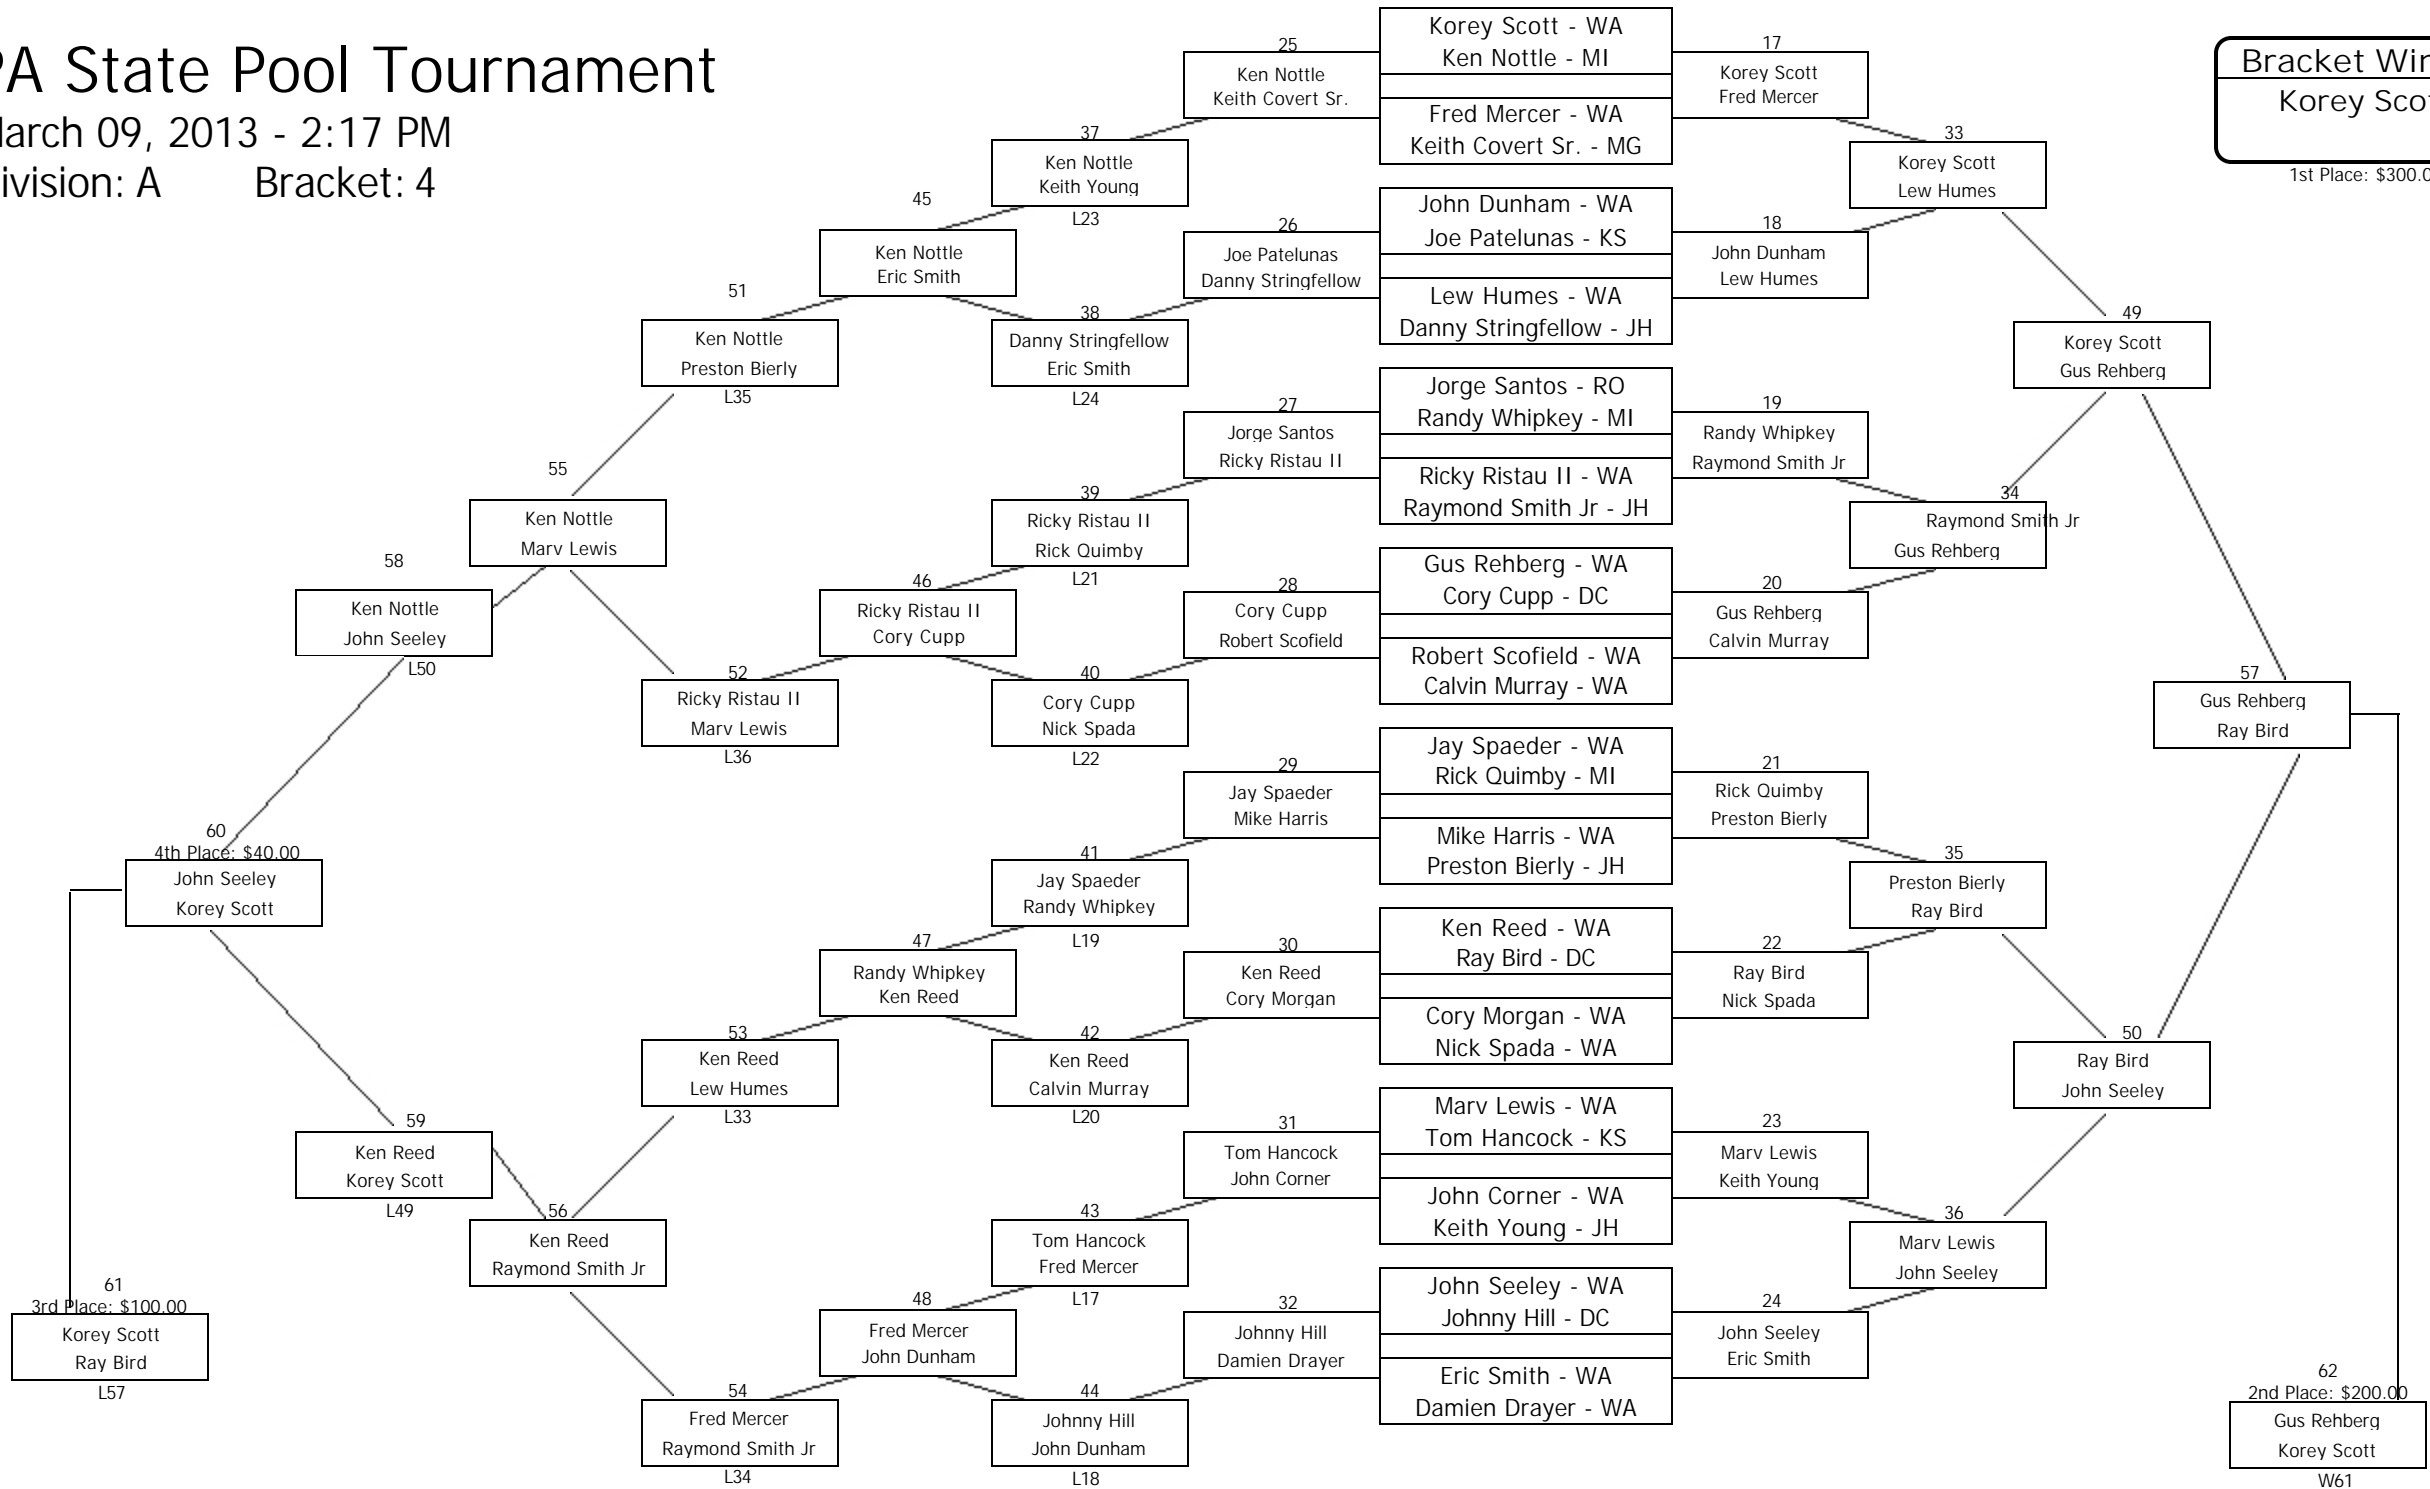 PA State Pool Tournament
March 09, 2013 - 2:17 PM
Division: A Bracket: 4
Bracket Win
Korey Scot
1st Place: $300.0
Korey Scott - WA
Ken Nottle - MI
Fred Mercer - WA
Keith Covert Sr. - MG
John Dunham - WA
Joe Patelunas - KS
Lew Humes - WA
Danny Stringfellow - JH
Jorge Santos - RO
Randy Whipkey - MI
Ricky Ristau II - WA
Raymond Smith Jr - JH
Gus Rehberg - WA
Cory Cupp - DC
Robert Scofield - WA
Calvin Murray - WA
Jay Spaeder - WA
Rick Quimby - MI
Mike Harris - WA
Preston Bierly - JH
Ken Reed - WA
Ray Bird - DC
Cory Morgan - WA
Nick Spada - WA
Marv Lewis - WA
Tom Hancock - KS
John Corner - WA
Keith Young - JH
John Seeley - WA
Johnny Hill - DC
Eric Smith - WA
Damien Drayer - WA
17
Korey Scott
Fred Mercer
18
John Dunham
Lew Humes
19
Randy Whipkey
Raymond Smith Jr
20
Gus Rehberg
Calvin Murray
21
Rick Quimby
Preston Bierly
22
Ray Bird
Nick Spada
23
Marv Lewis
Keith Young
24
John Seeley
Eric Smith
25
Ken Nottle
Keith Covert Sr.
26
Joe Patelunas
Danny Stringfellow
27
Jorge Santos
Ricky Ristau II
28
Cory Cupp
Robert Scofield
29
Jay Spaeder
Mike Harris
30
Ken Reed
Cory Morgan
31
Tom Hancock
John Corner
32
Johnny Hill
Damien Drayer
33
Korey Scott
Lew Humes
34
Raymond Smith Jr
Gus Rehberg
35
Preston Bierly
Ray Bird
36
Marv Lewis
John Seeley
37
Ken Nottle
Keith Young
L23
38
Danny Stringfellow
Eric Smith
L24
39
Ricky Ristau II
Rick Quimby
L21
40
Cory Cupp
Nick Spada
L22
41
Jay Spaeder
Randy Whipkey
L19
42
Ken Reed
Calvin Murray
L20
43
Tom Hancock
Fred Mercer
L17
44
Johnny Hill
John Dunham
L18
45
Ken Nottle
Eric Smith
46
Ricky Ristau II
Cory Cupp
47
Randy Whipkey
Ken Reed
48
Fred Mercer
John Dunham
49
Korey Scott
Gus Rehberg
50
Ray Bird
John Seeley
51
Ken Nottle
Preston Bierly
L35
52
Ricky Ristau II
Marv Lewis
L36
53
Ken Reed
Lew Humes
L33
54
Fred Mercer
Raymond Smith Jr
L34
55
Ken Nottle
Marv Lewis
56
Ken Reed
Raymond Smith Jr
57
Gus Rehberg
Ray Bird
58
Ken Nottle
John Seeley
L50
59
Ken Reed
Korey Scott
L49
60
4th Place: $40.00
John Seeley
Korey Scott
61
3rd Place: $100.00
Korey Scott
Ray Bird
L57
62
2nd Place: $200.00
Gus Rehberg
Korey Scott
W61